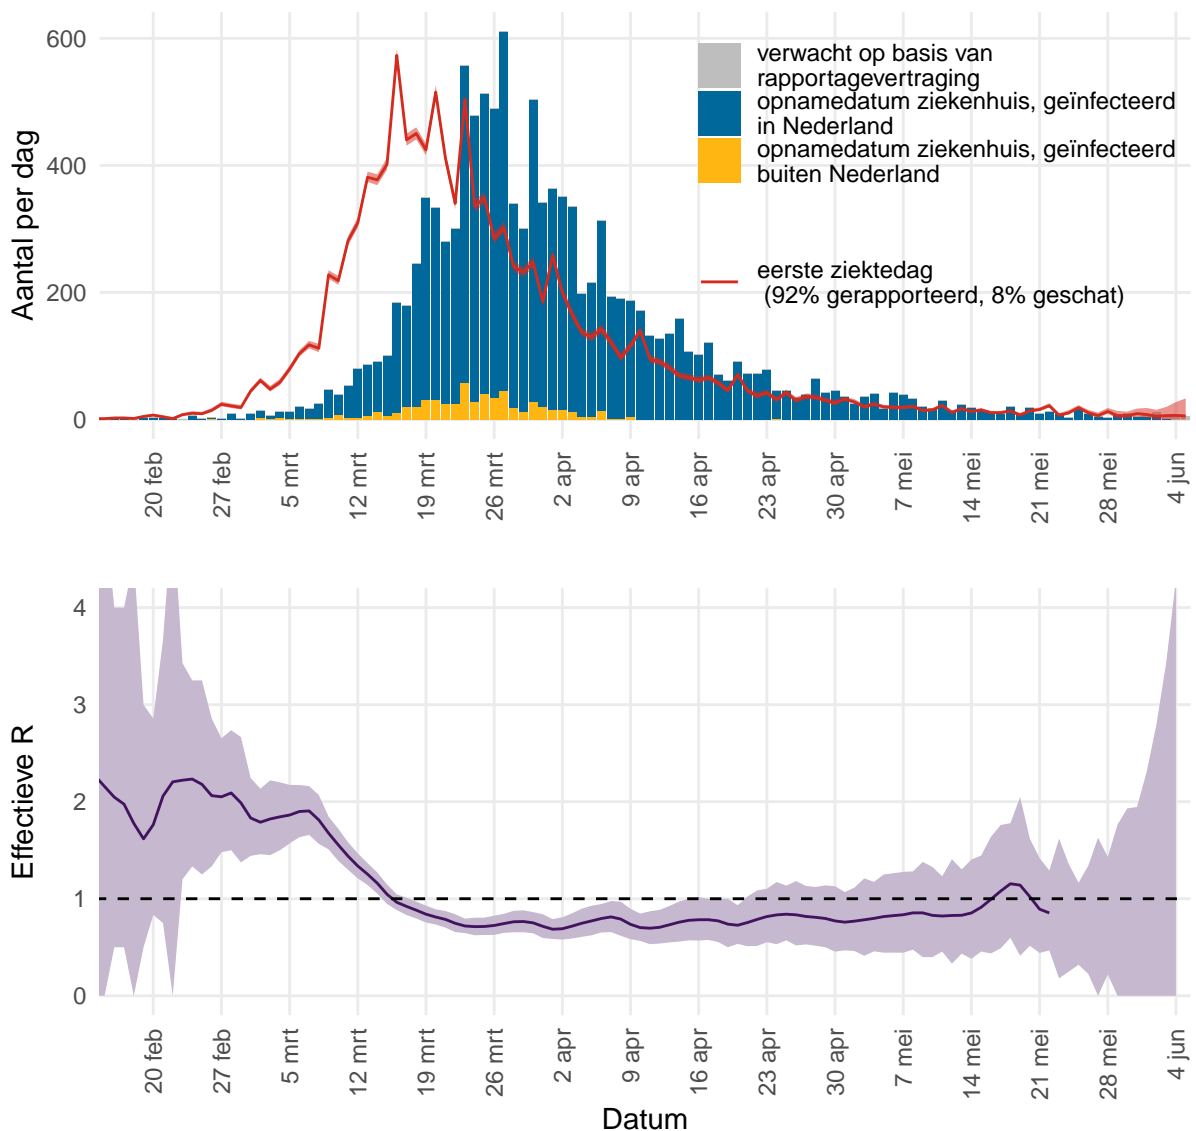 verwacht op basis van
rapportagevertraging
opnamedatum ziekenhuis, geïnfecteerd
in Nederland
opnamedatum ziekenhuis, geïnfecteerd
buiten Nederland
eerste ziektedag
(92% gerapporteerd, 8% geschat)
Aantal per dag
600
400
200
0
20 feb
27 feb
5 mrt
12 mrt
19 mrt
26 mrt
2 apr
9 apr
16 apr
23 apr
30 apr
7 mei
14 mei
21 mei
28 mei
4 jun
Effectieve R
4
3
2
1
0
20 feb
27 feb
5 mrt
12 mrt
19 mrt
26 mrt
2 apr
9 apr
16 apr
23 apr
30 apr
7 mei
14 mei
21 mei
28 mei
4 jun
Datum